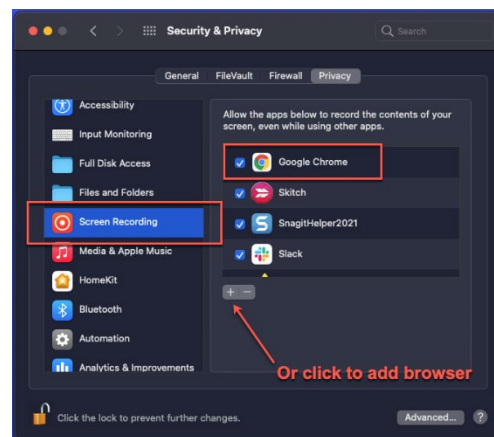 Security & Privacy
Search
General
FileVault
Firewall
Privacy
Accessibility
Input Monitoring
Full Disk Access
Files and Folders
Screen Recording
Media & Apple Music
HomeKit
Bluetooth
Automation
Analytics & Improvements
Allow the apps below to record the contents of your
screen, even while using other apps.
Google Chrome
Skitch
SnagitHelper2021
Slack
+ −
Or click to add browser
Click the lock to prevent further changes.
Advanced...
?